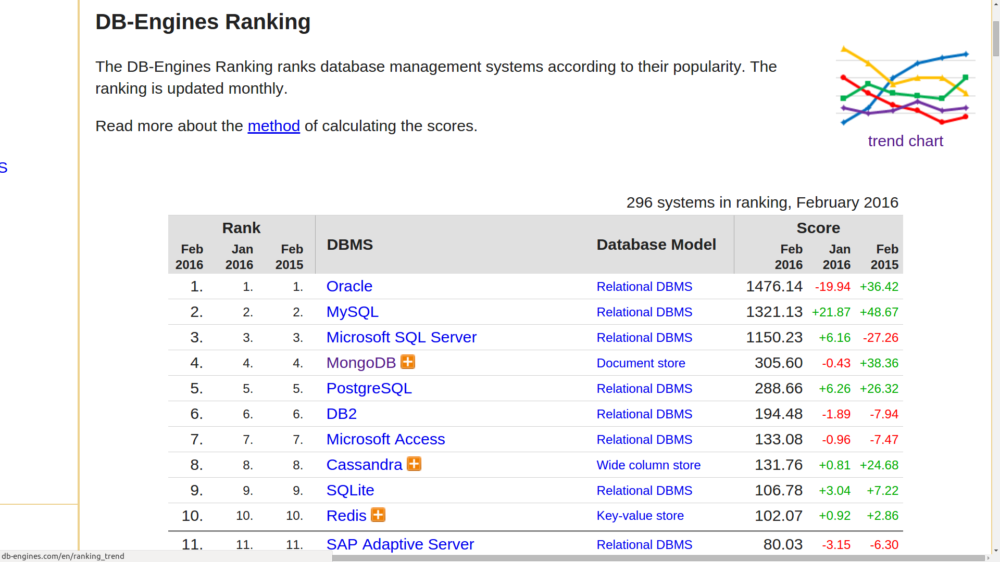 DB-Engines Ranking
The DB-Engines Ranking ranks database management systems according to their popularity. The
ranking is updated monthly.
Read more about the method of calculating the scores.
trend chart
S
296 systems in ranking, February 2016
Rank DBMS Database Model Score
Feb 2016 Jan 2016 Feb 2015 Feb 2016 Jan 2016 Feb 2015
1. 1. 1. Oracle Relational DBMS 1476.14 -19.94 +36.42
2. 2. 2. MySQL Relational DBMS 1321.13 +21.87 +48.67
3. 3. 3. Microsoft SQL Server Relational DBMS 1150.23 +6.16 -27.26
4. 4. 4. MongoDB Document store 305.60 -0.43 +38.36
5. 5. 5. PostgreSQL Relational DBMS 288.66 +6.26 +26.32
6. 6. 6. DB2 Relational DBMS 194.48 -1.89 -7.94
7. 7. 7. Microsoft Access Relational DBMS 133.08 -0.96 -7.47
8. 8. 8. Cassandra Wide column store 131.76 +0.81 +24.68
9. 9. 9. SQLite Relational DBMS 106.78 +3.04 +7.22
10. 10. 10. Redis Key-value store 102.07 +0.92 +2.86
11. 11. 11. SAP Adaptive Server Relational DBMS 80.03 -3.15 -6.30
db-engines.com/en/ranking_trend